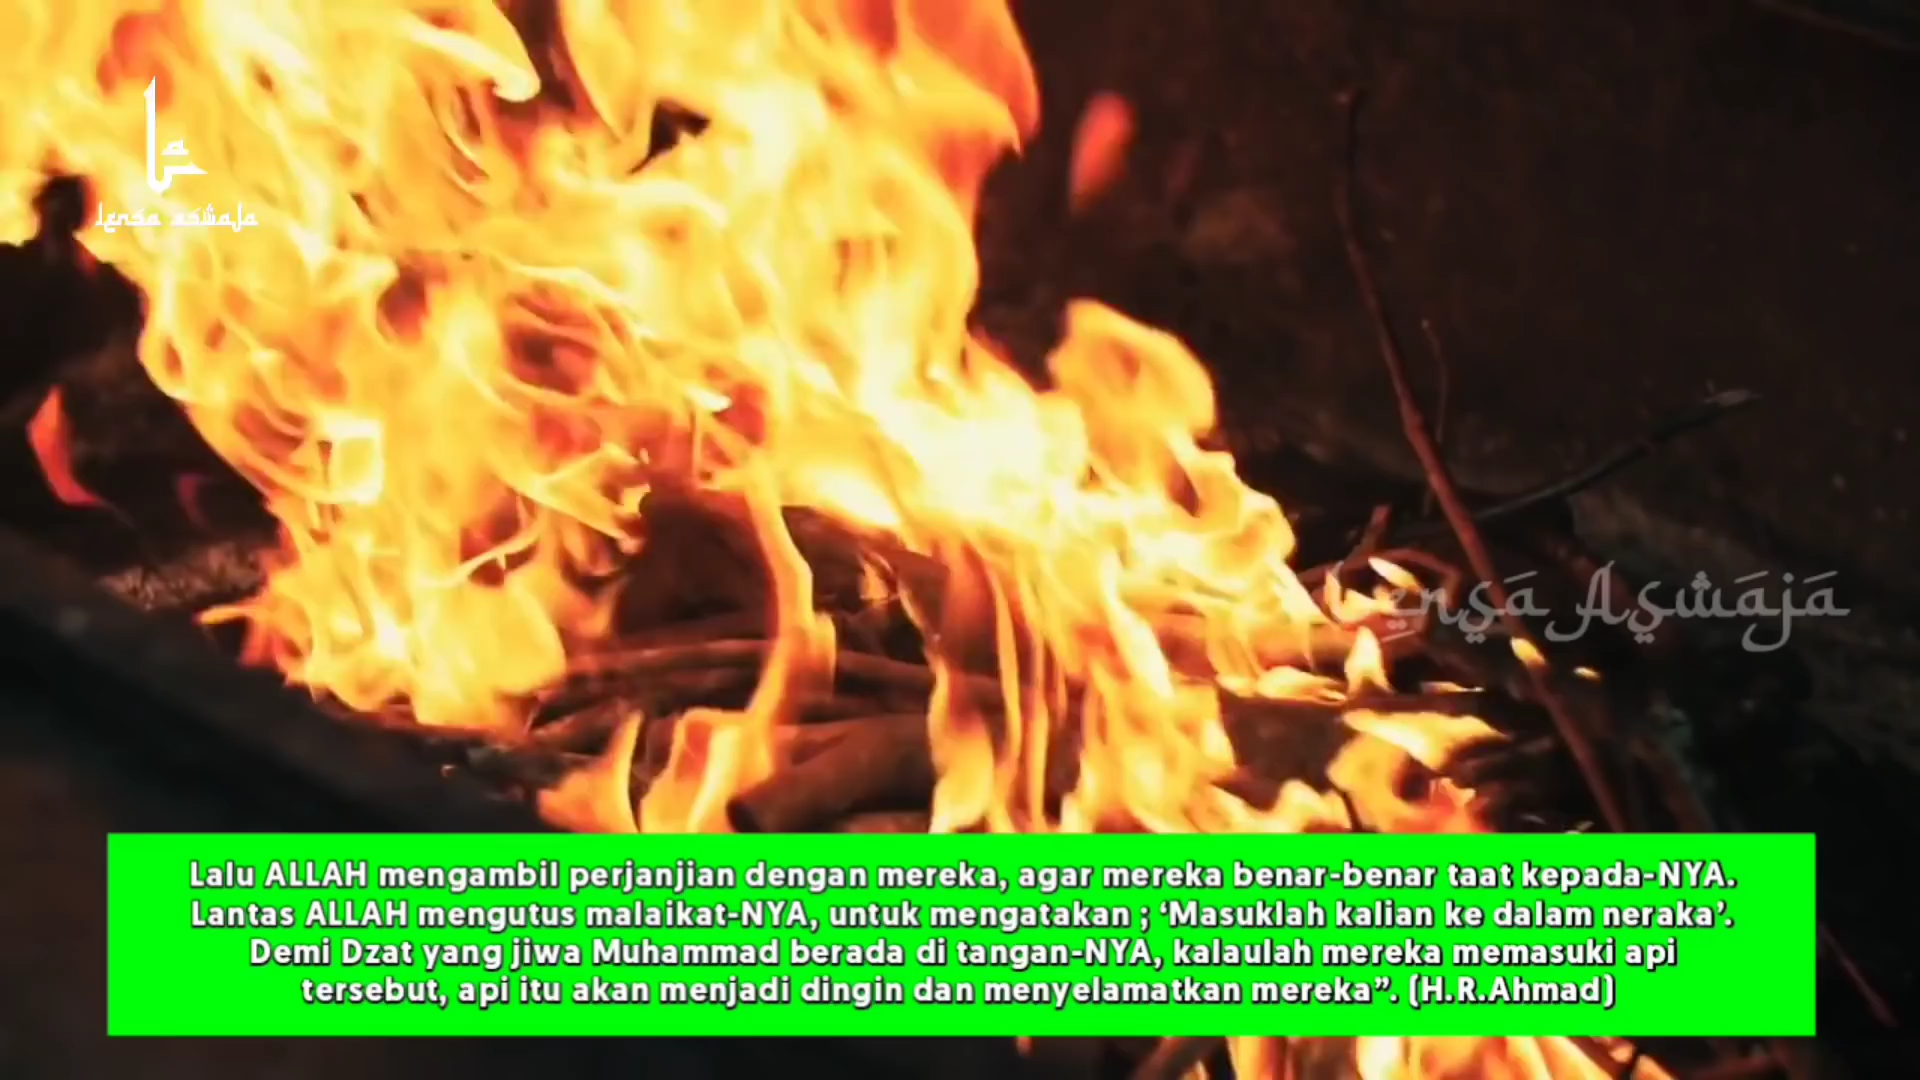 lensa aswaja
Lensa Aswaja
Lalu ALLAH mengambil perjanjian dengan mereka, agar mereka benar-benar taat kepada-NYA.
Lantas ALLAH mengutus malaikat-NYA, untuk mengatakan ; ‘Masuklah kalian ke dalam neraka’.
Demi Dzat yang jiwa Muhammad berada di tangan-NYA, kalaulah mereka memasuki api
tersebut, api itu akan menjadi dingin dan menyelamatkan mereka”. (H.R.Ahmad)